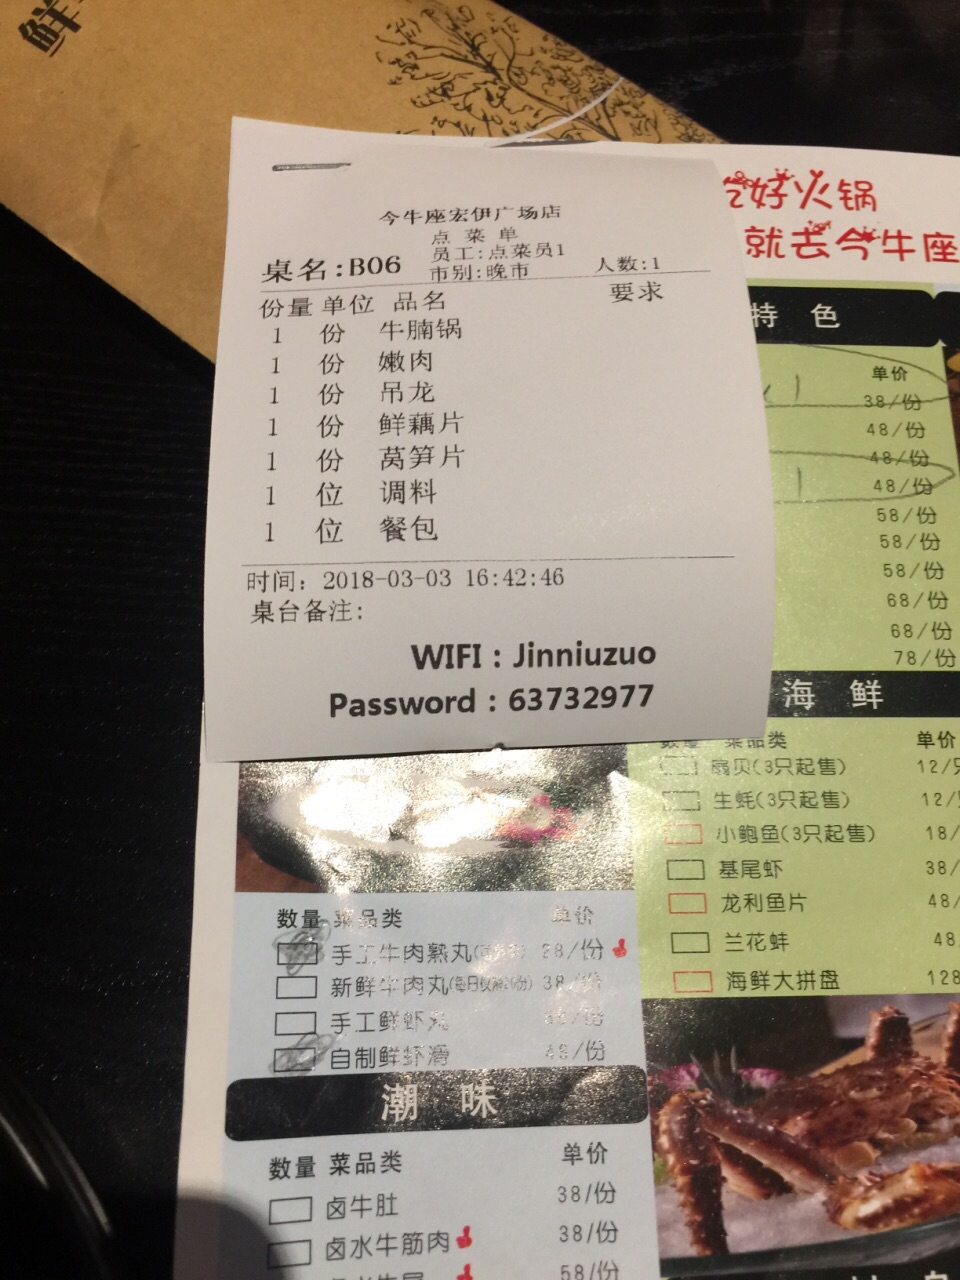 鲜
吃好火锅
就去今牛座
今牛座宏伊广场店
点 菜 单
员工:点菜员1
桌名:B06
市别:晚市
人数:1
份量 单位 品名 要求
1 份 牛腩锅
1 份 嫩肉
1 份 吊龙
1 份 鲜藕片
1 份 莴笋片
1 位 调料
1 位 餐包
时间: 2018-03-03 16:42:46
桌台备注:
WIFI : Jinniuzuo
Password : 63732977
特 色
单价
38/份
48/份
48/份
48/份
58/份
58/份
58/份
68/份
68/份
78/份
海 鲜
数量 菜品类 单价
扇贝(3只起售) 12/只
生蚝(3只起售) 12/
小鲍鱼(3只起售) 18/
基尾虾 38/
龙利鱼片 48/
兰花蚌 48
海鲜大拼盘 128
数量 菜品类 单价
手工牛肉熟丸 28/份
新鲜牛肉丸 38/份
手工鲜虾丸
自制鲜虾滑 48/份
潮 味
数量 菜品类 单价
卤牛肚 38/份
卤水牛筋肉 38/份
58/份